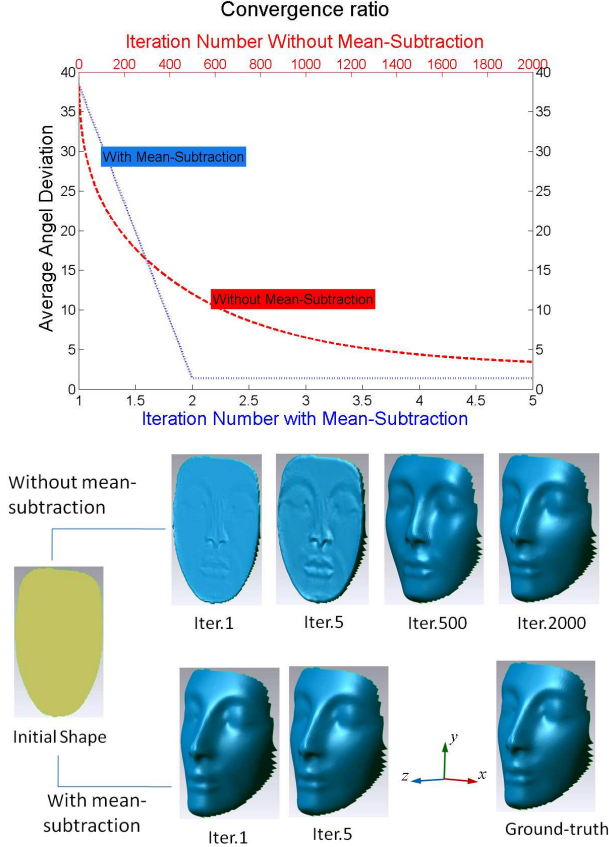 Convergence ratio
Iteration Number Without Mean-Subtraction
0 200 400 600 800 1000 1200 1400 1600 1800 2000
40 40
35 35
30 30
25 25
20 20
15 15
10 10
5 5
0 0
Average Angel Deviation
With Mean-Subtraction
Without Mean-Subtraction
1 1.5 2 2.5 3 3.5 4 4.5 5
Iteration Number with Mean-Subtraction
Without mean-
subtraction
Iter.1 Iter.5 Iter.500 Iter.2000
Initial Shape
y
z x
With mean-
subtraction
Iter.1 Iter.5 Ground-truth